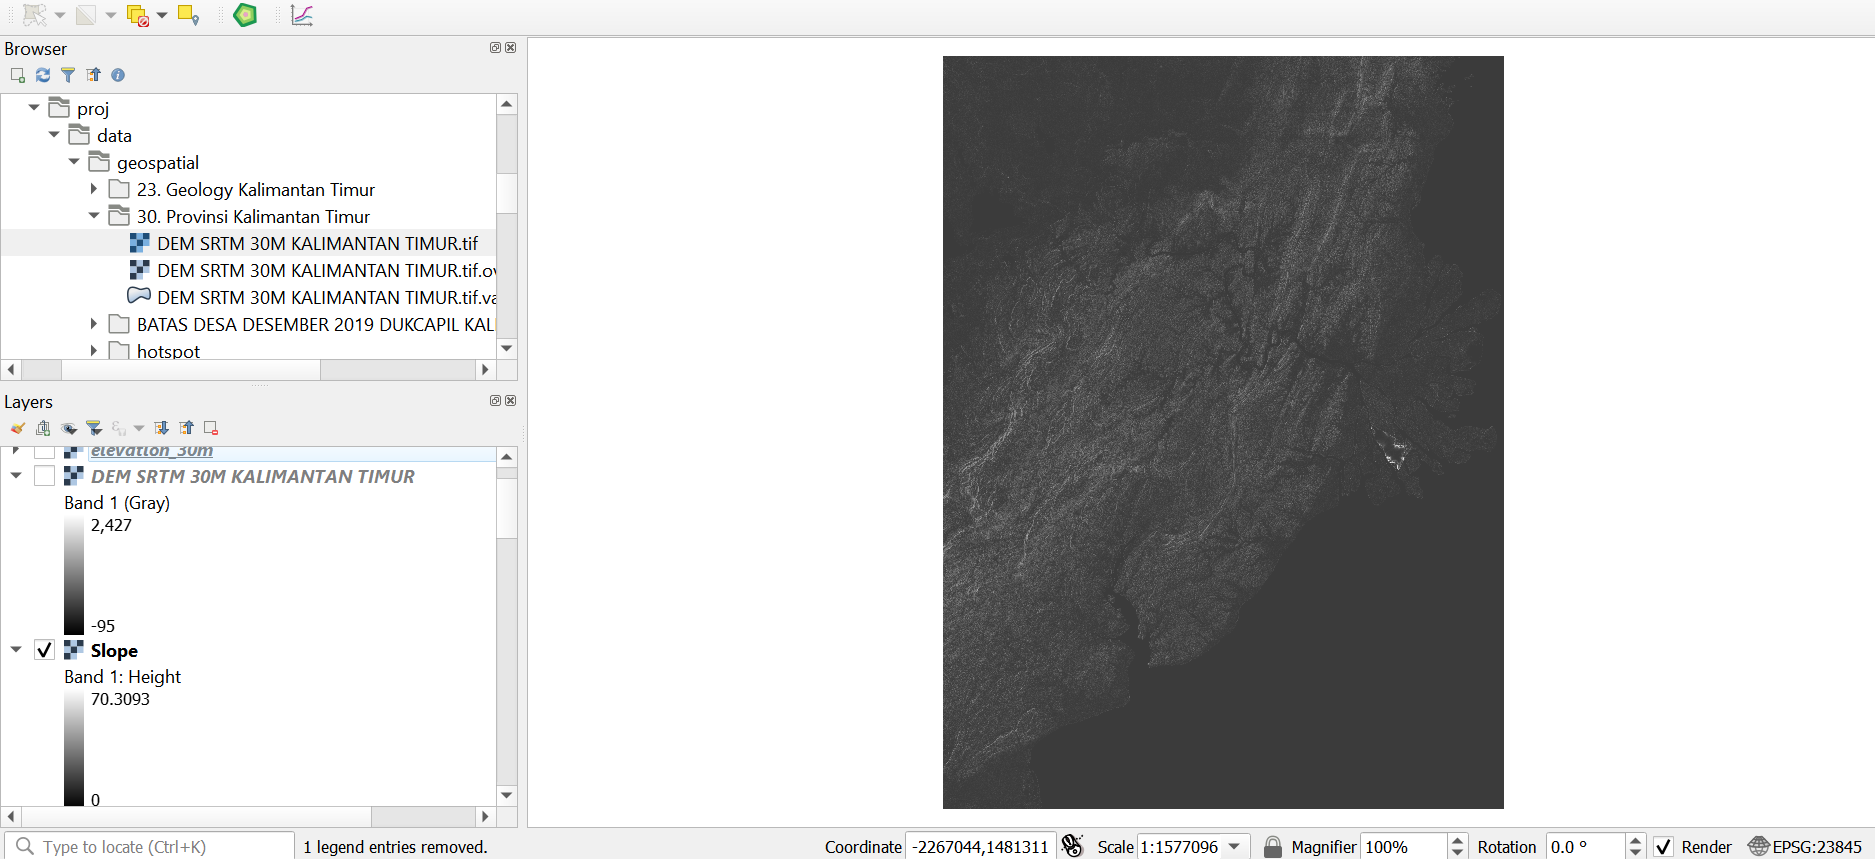 Browser
proj
data
geospatial
23. Geology Kalimantan Timur
30. Provinsi Kalimantan Timur
DEM SRTM 30M KALIMANTAN TIMUR.tif
DEM SRTM 30M KALIMANTAN TIMUR.tif.ov
DEM SRTM 30M KALIMANTAN TIMUR.tif.va
BATAS DESA DESEMBER 2019 DUKCAPIL KAL
hotspot
Layers
elevation_30m
DEM SRTM 30M KALIMANTAN TIMUR
Band 1 (Gray)
2,427
-95
Slope
Band 1: Height
70.3093
0
Type to locate (Ctrl+K) 1 legend entries removed. Coordinate -2267044,1481311 Scale 1:1577096 Magnifier 100% Rotation 0.0 ° Render EPSG:23845